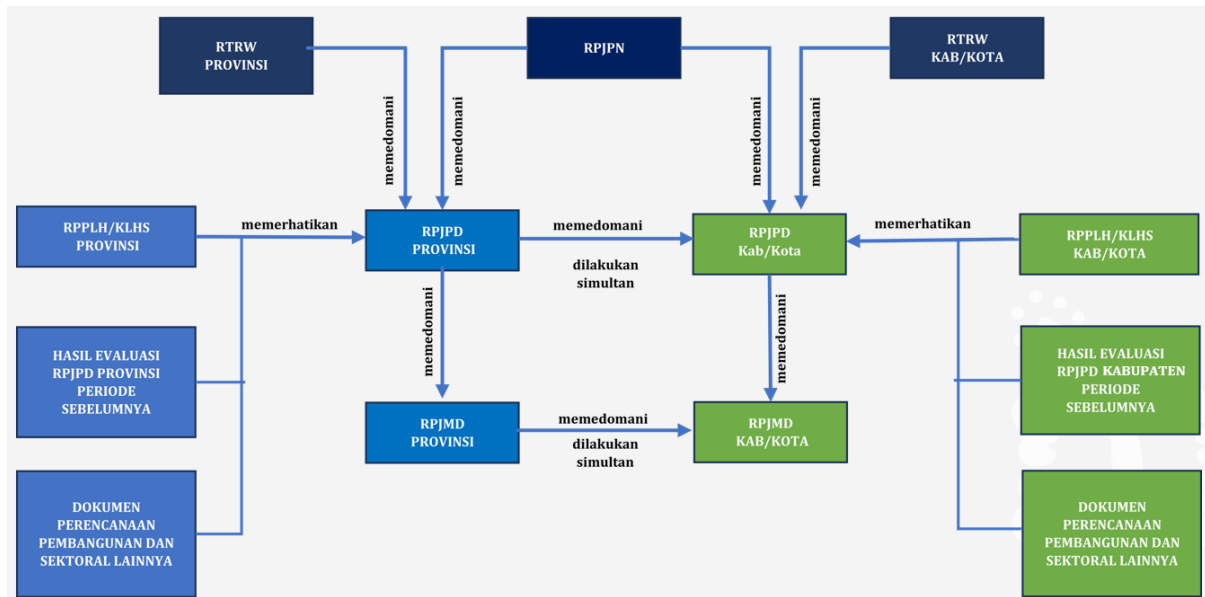 RTRW
PROVINSI
RPJPN
RTRW
KAB/KOTA
memedomani
memedomani
memedomani
memedomani
RPPLH/KLHS
PROVINSI
memerhatikan
RPJPD
PROVINSI
memedomani
dilakukan
simultan
RPJPD
Kab/Kota
memerhatikan
RPPLH/KLHS
KAB/KOTA
memedomani
memedomani
HASIL EVALUASI
RPJPD PROVINSI
PERIODE
SEBELUMNYA
HASIL EVALUASI
RPJPD KABUPATEN
PERIODE
SEBELUMNYA
RPJMD
PROVINSI
memedomani
dilakukan
simultan
RPJMD
KAB/KOTA
DOKUMEN
PERENCANAAN
PEMBANGUNAN DAN
SEKTORAL LAINNYA
DOKUMEN
PERENCANAAN
PEMBANGUNAN DAN
SEKTORAL LAINNYA